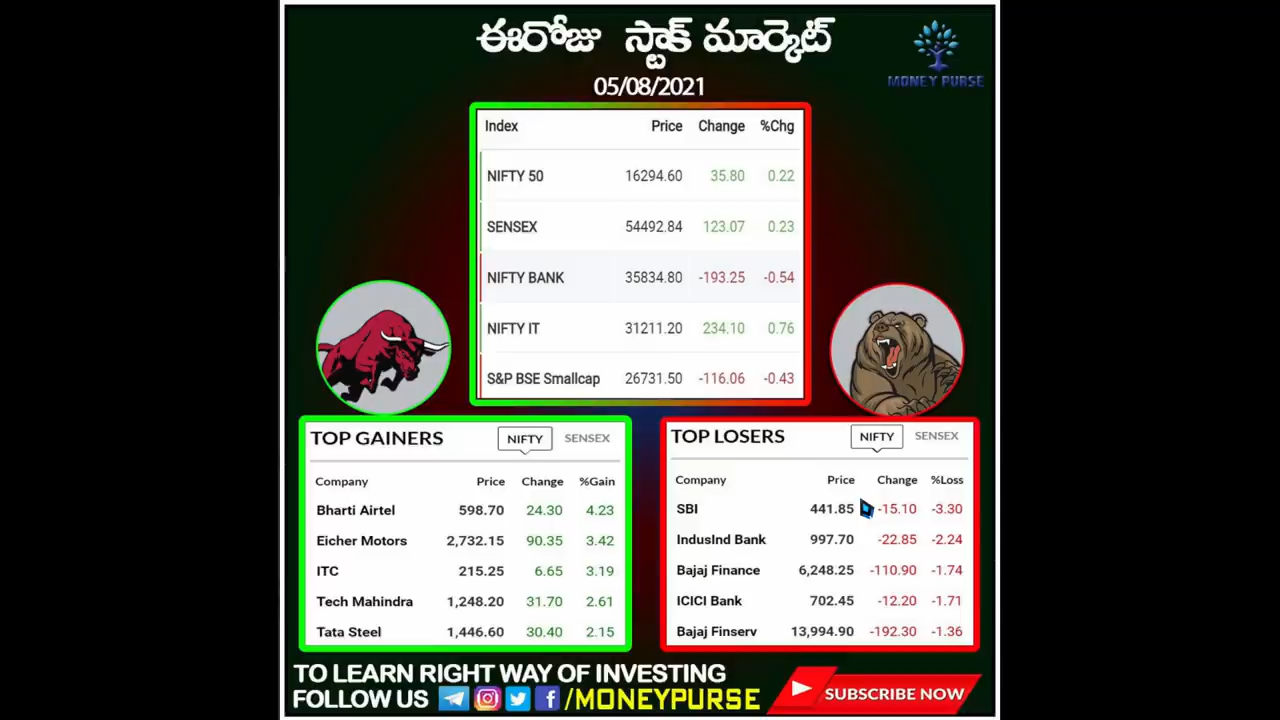 ఈరోజు స్టాక్ మార్కెట్
05/08/2021
MONEY PURSE
Index Price Change %Chg
NIFTY 50 16294.60 35.80 0.22
SENSEX 54492.84 123.07 0.23
NIFTY BANK 35834.80 -193.25 -0.54
NIFTY IT 31211.20 234.10 0.76
S&P BSE Smallcap 26731.50 -116.06 -0.43
TOP GAINERS NIFTY SENSEX
Company Price Change %Gain
Bharti Airtel 598.70 24.30 4.23
Eicher Motors 2,732.15 90.35 3.42
ITC 215.25 6.65 3.19
Tech Mahindra 1,248.20 31.70 2.61
Tata Steel 1,446.60 30.40 2.15
TOP LOSERS NIFTY SENSEX
Company Price Change %Loss
SBI 441.85 -15.10 -3.30
IndusInd Bank 997.70 -22.85 -2.24
Bajaj Finance 6,248.25 -110.90 -1.74
ICICI Bank 702.45 -12.20 -1.71
Bajaj Finserv 13,994.90 -192.30 -1.36
TO LEARN RIGHT WAY OF INVESTING
FOLLOW US /MONEYPURSE
SUBSCRIBE NOW